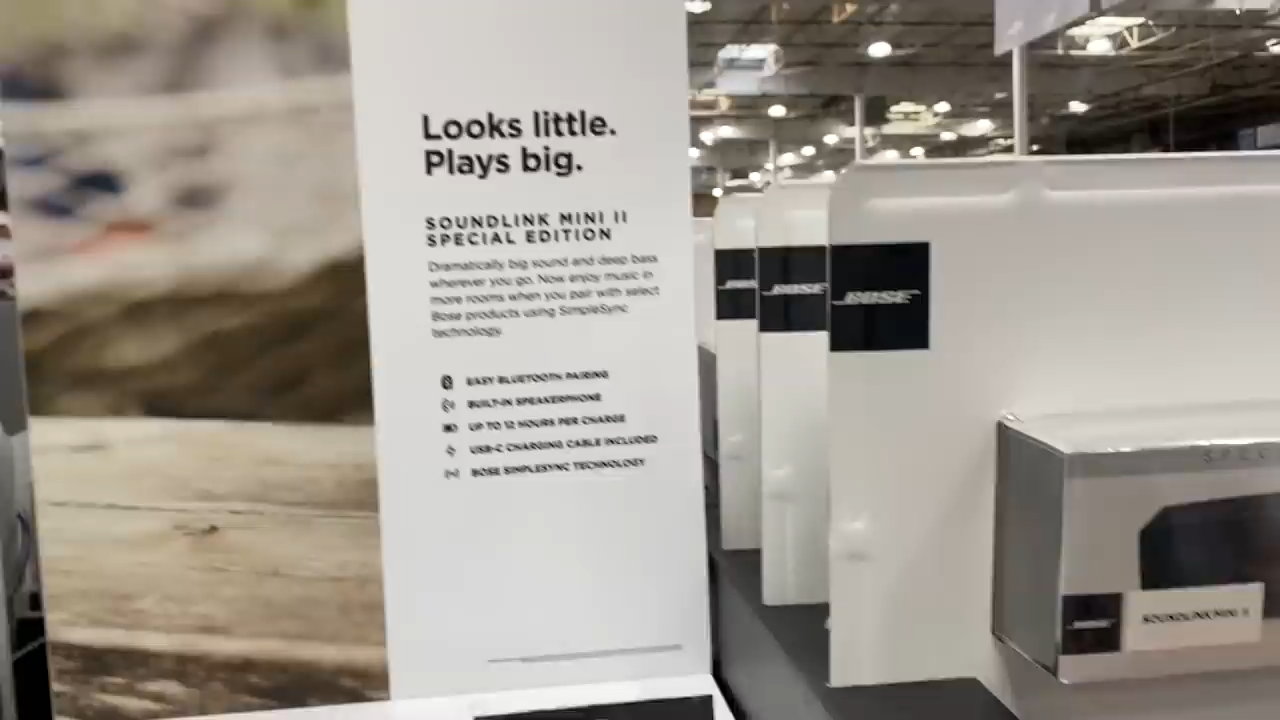 Looks little.
Plays big.
SOUNDLINK MINI II
SPECIAL EDITION
Dramatically big sound and deep bass
wherever you go. Now enjoy music in
more rooms when you pair with select
Bose products using SimpleSync
technology.
EASY BLUETOOTH PAIRING
BUILT-IN SPEAKERPHONE
UP TO 12 HOURS PER CHARGE
USB-C CHARGING CABLE INCLUDED
BOSE SIMPLESYNC TECHNOLOGY
BOSE
BOSE
BOSE
SPEC
BOSE
SOUNDLINK MINI II